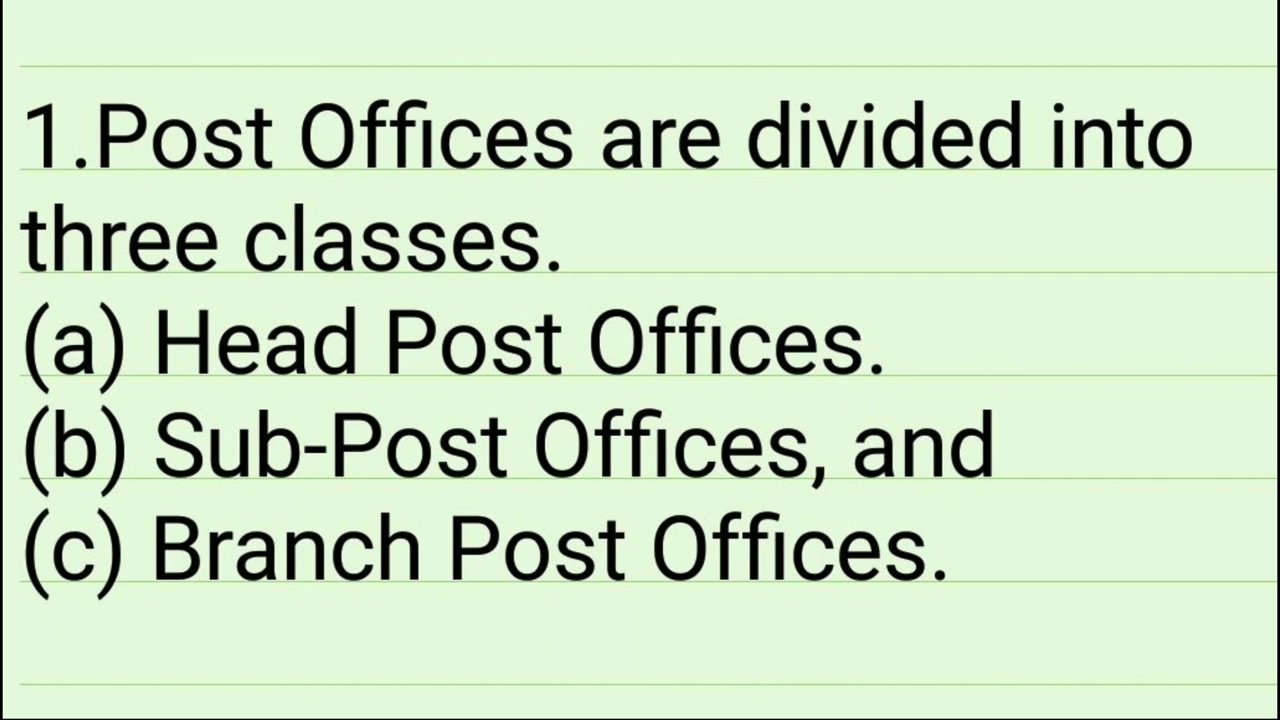 1.Post Offices are divided into
three classes.
(a) Head Post Offices.
(b) Sub-Post Offices, and
(c) Branch Post Offices.